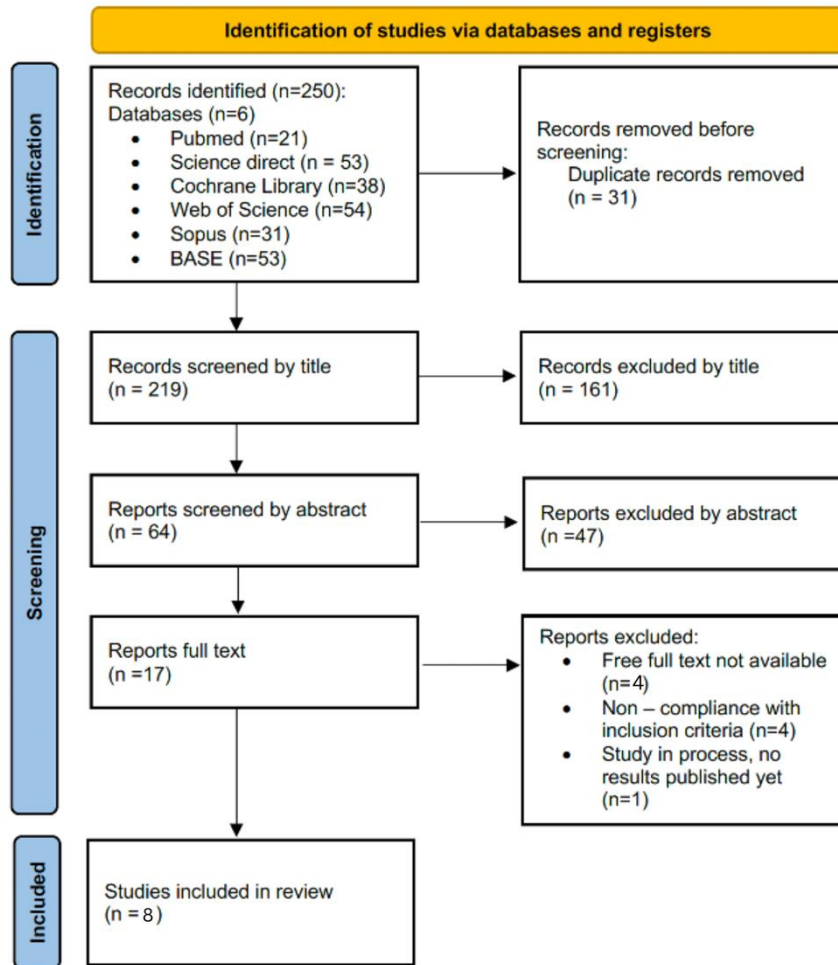 Identification of studies via databases and registers
Identification
Records identified (n=250):
Databases (n=6)
• Pubmed (n=21)
• Science direct (n = 53)
• Cochrane Library (n=38)
• Web of Science (n=54)
• Sopus (n=31)
• BASE (n=53)
Records removed before
screening:
Duplicate records removed
(n = 31)
Screening
Records screened by title
(n = 219)
Records excluded by title
(n = 161)
Reports screened by abstract
(n = 64)
Reports excluded by abstract
(n =47)
Reports full text
(n =17)
Reports excluded:
• Free full text not available
(n=4)
• Non – compliance with
inclusion criteria (n=4)
• Study in process, no
results published yet
(n=1)
Included
Studies included in review
(n = 8)